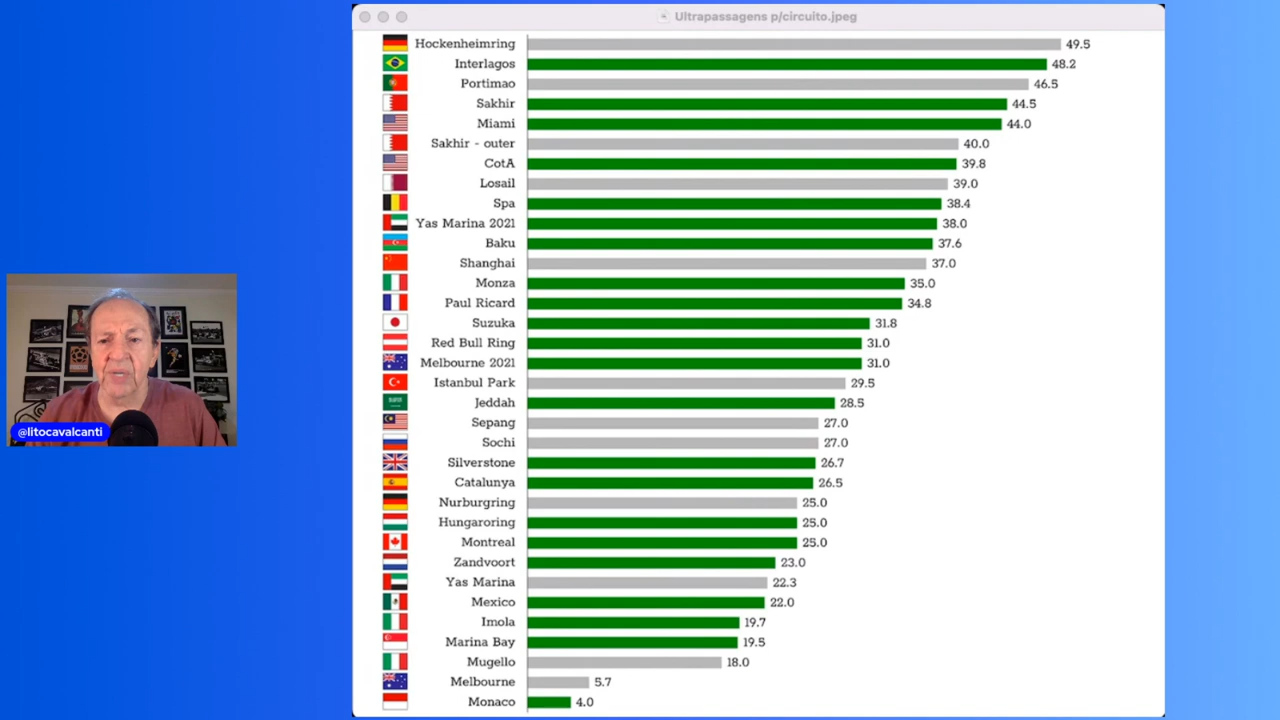 Ultrapassagens p/circuito.jpeg
Hockenheimring 49.5
Interlagos 48.2
Portimao 46.5
Sakhir 44.5
Miami 44.0
Sakhir - outer 40.0
CotA 39.8
Losail 39.0
Spa 38.4
Yas Marina 2021 38.0
Baku 37.6
Shanghai 37.0
Monza 35.0
Paul Ricard 34.8
Suzuka 31.8
Red Bull Ring 31.0
Melbourne 2021 31.0
Istanbul Park 29.5
Jeddah 28.5
Sepang 27.0
Sochi 27.0
Silverstone 26.7
Catalunya 26.5
Nurburgring 25.0
Hungaroring 25.0
Montreal 25.0
Zandvoort 23.0
Yas Marina 22.3
Mexico 22.0
Imola 19.7
Marina Bay 19.5
Mugello 18.0
Melbourne 5.7
Monaco 4.0
@litocavalcanti